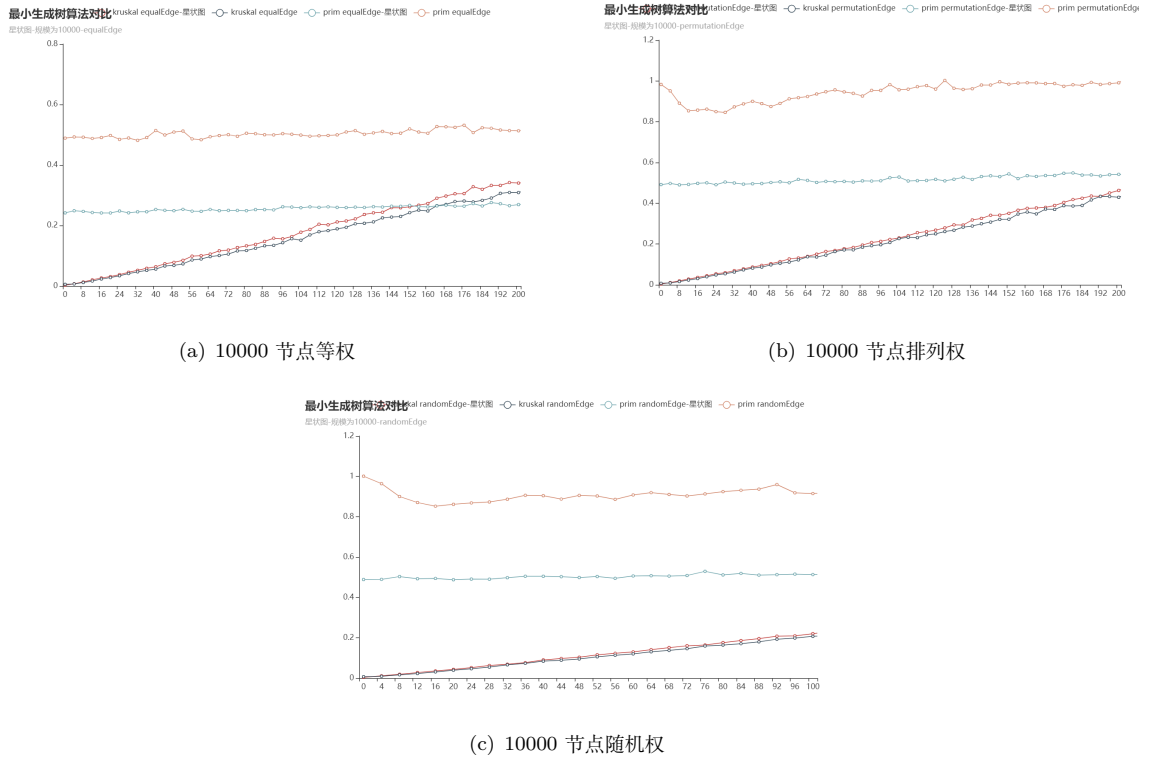 最小生成树算法对比 kruskal equalEdge-星状图 kruskal equalEdge prim equalEdge-星状图 prim equalEdge
星状图-规模为10000-equalEdge
0.8
0.6
0.4
0.2
0
0 8 16 24 32 40 48 56 64 72 80 88 96 104 112 120 128 136 144 152 160 168 176 184 192 200
(a) 10000 节点等权
最小生成树算法对比 mutationEdge-星状图 kruskal permutationEdge prim permutationEdge-星状图 prim permutationEdge
星状图-规模为10000-permutationEdge
1.2
1
0.8
0.6
0.4
0.2
0
0 8 16 24 32 40 48 56 64 72 80 88 96 104 112 120 128 136 144 152 160 168 176 184 192 200
(b) 10000 节点排列权
最小生成树算法对比 kal randomEdge-星状图 kruskal randomEdge prim randomEdge-星状图 prim randomEdge
星状图-规模为10000-randomEdge
1.2
1
0.8
0.6
0.4
0.2
0
0 4 8 12 16 20 24 28 32 36 40 44 48 52 56 60 64 68 72 76 80 84 88 92 96 100
(c) 10000 节点随机权